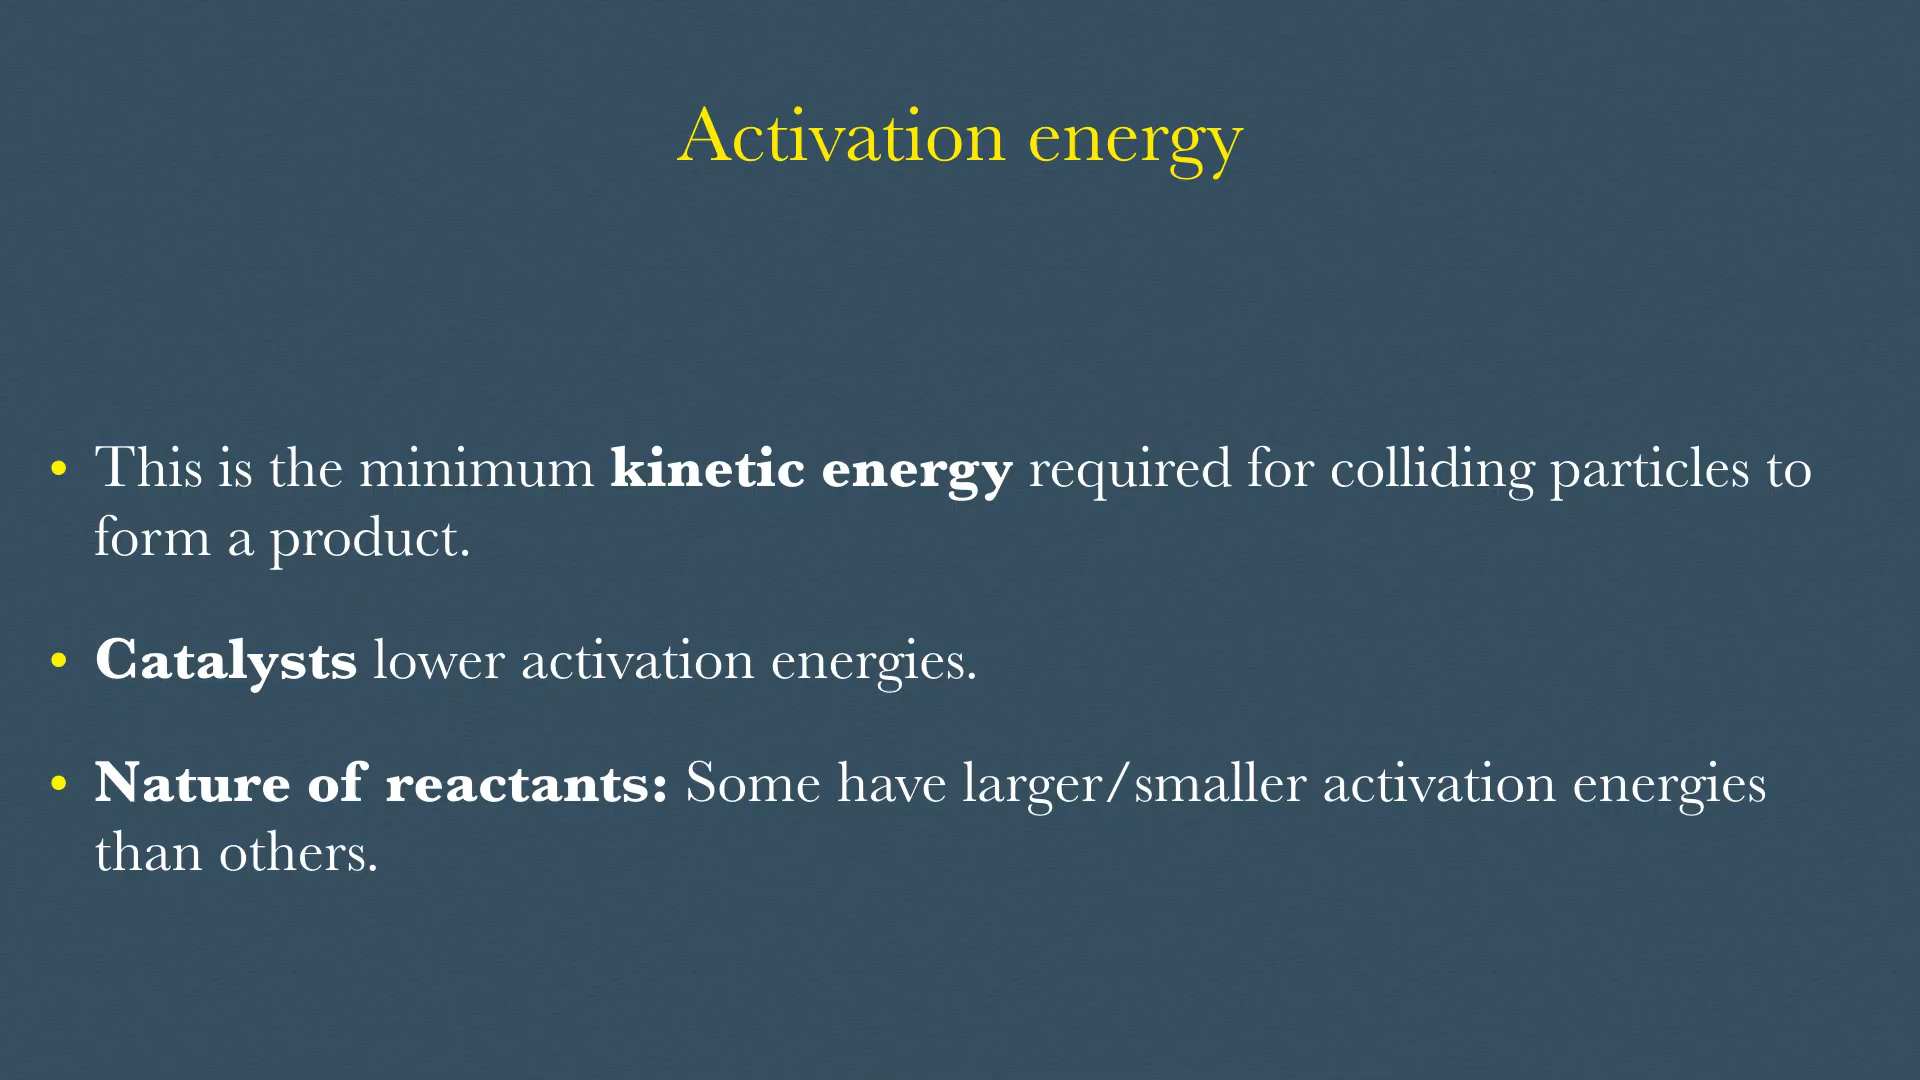 Activation energy
• This is the minimum kinetic energy required for colliding particles to
form a product.
• Catalysts lower activation energies.
• Nature of reactants: Some have larger/smaller activation energies
than others.